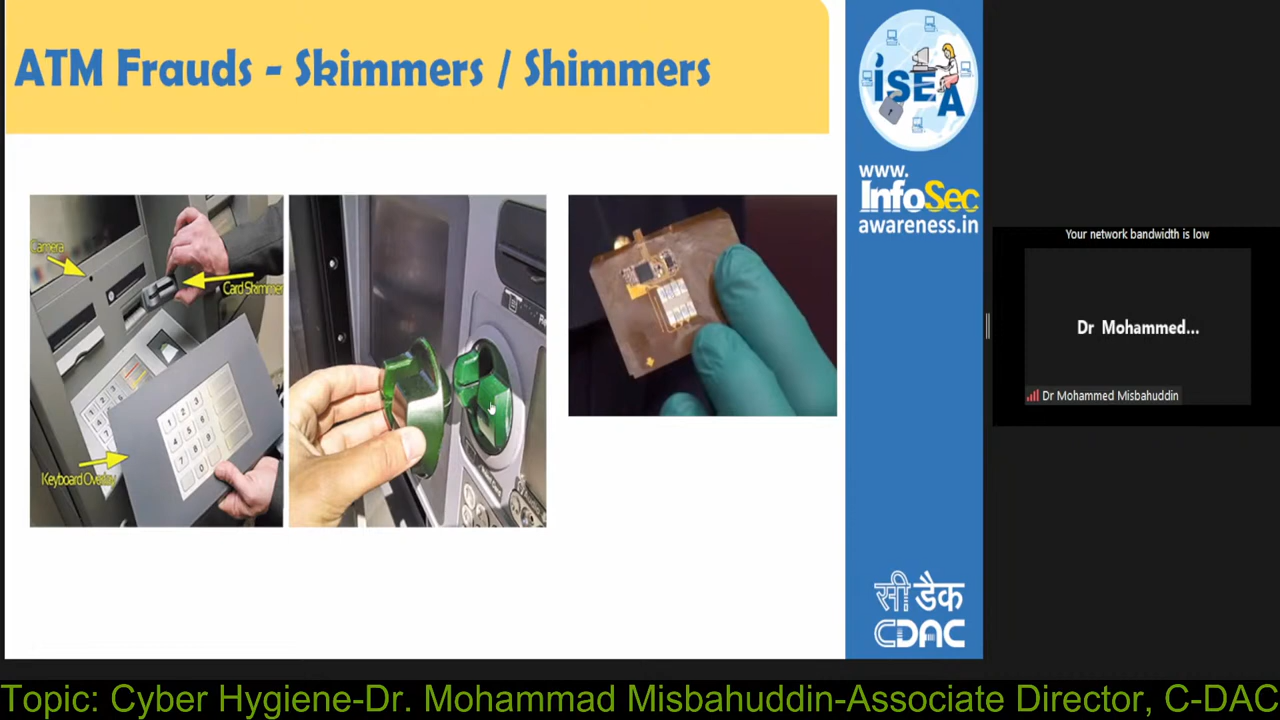 ATM Frauds - Skimmers / Shimmers
Camera
Card Skimmer
Keyboard Overlay
iSEA
www.
InfoSec
awareness.in
सी डैक
CDAC
Your network bandwidth is low
Dr Mohammed...
Dr Mohammed Misbahuddin
Topic: Cyber Hygiene-Dr. Mohammad Misbahuddin-Associate Director, C-DAC